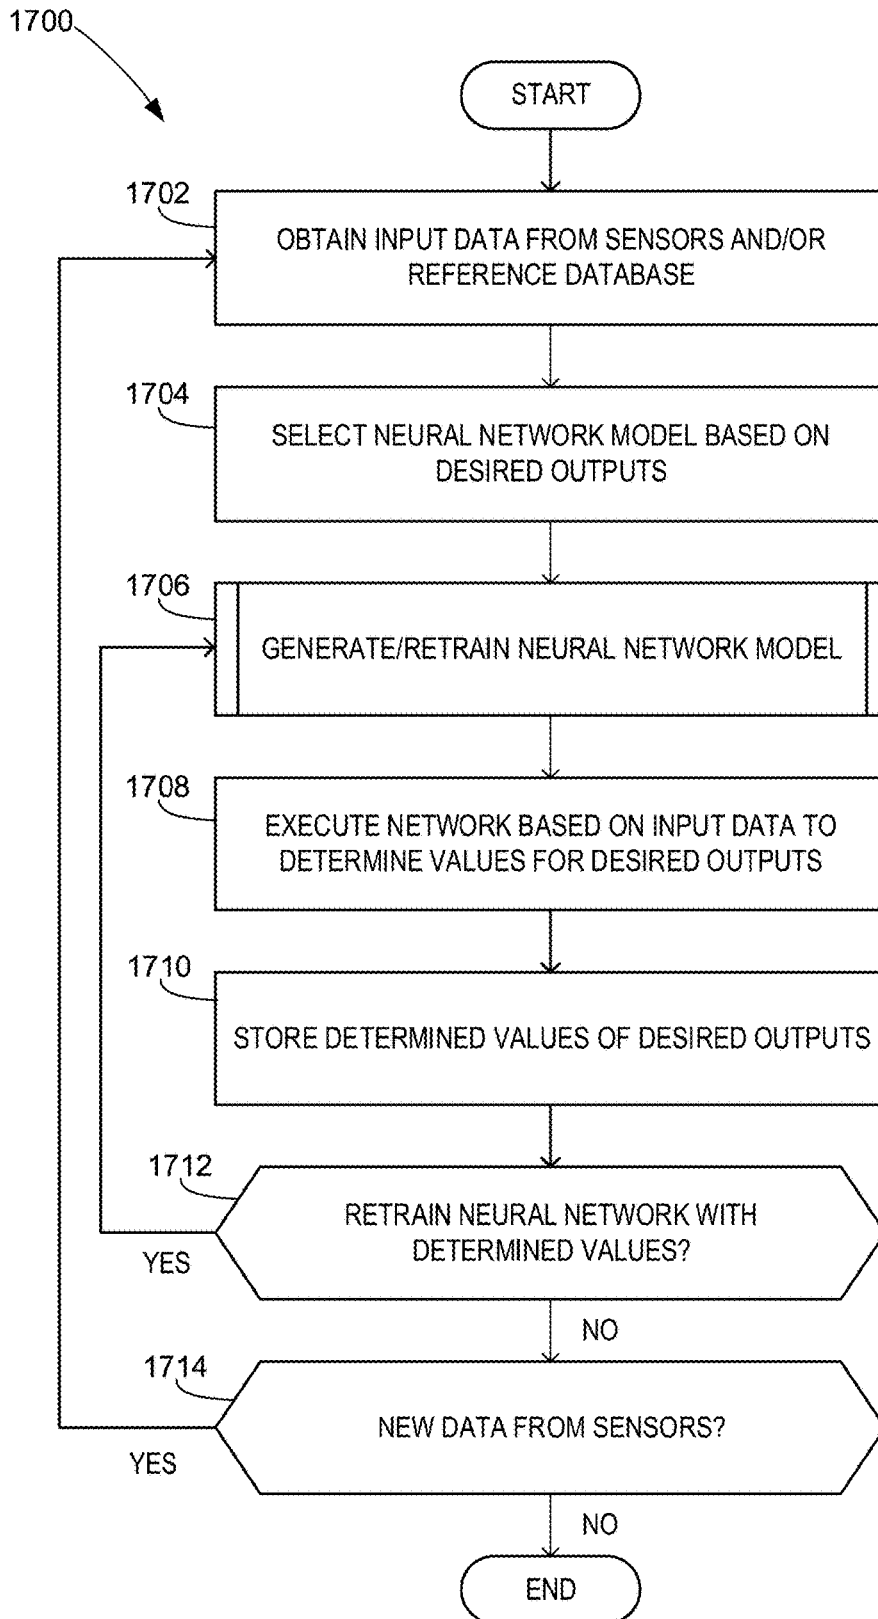 1700
START
1702
OBTAIN INPUT DATA FROM SENSORS AND/OR
REFERENCE DATABASE
1704
SELECT NEURAL NETWORK MODEL BASED ON
DESIRED OUTPUTS
1706
GENERATE/RETRAIN NEURAL NETWORK MODEL
1708
EXECUTE NETWORK BASED ON INPUT DATA TO
DETERMINE VALUES FOR DESIRED OUTPUTS
1710
STORE DETERMINED VALUES OF DESIRED OUTPUTS
1712
RETRAIN NEURAL NETWORK WITH
DETERMINED VALUES?
YES
NO
1714
NEW DATA FROM SENSORS?
YES
NO
END